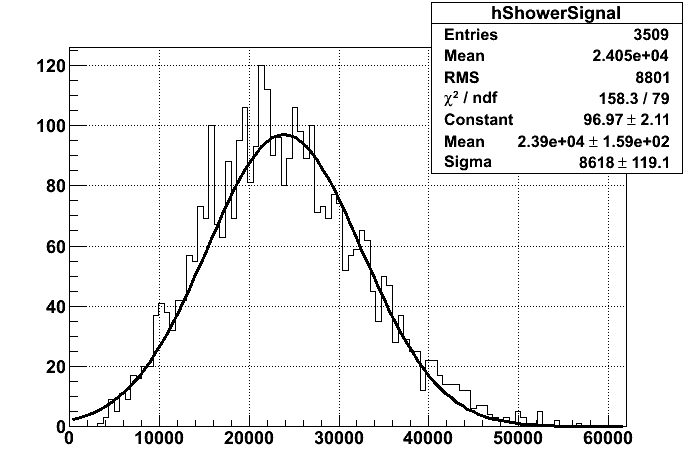 hShowerSignal
Entries 3509
Mean 2.405e+04
RMS 8801
χ² / ndf 158.3 / 79
Constant 96.97 ± 2.11
Mean 2.39e+04 ± 1.59e+02
Sigma 8618 ± 119.1
120
100
80
60
40
20
0
0 10000 20000 30000 40000 50000 60000